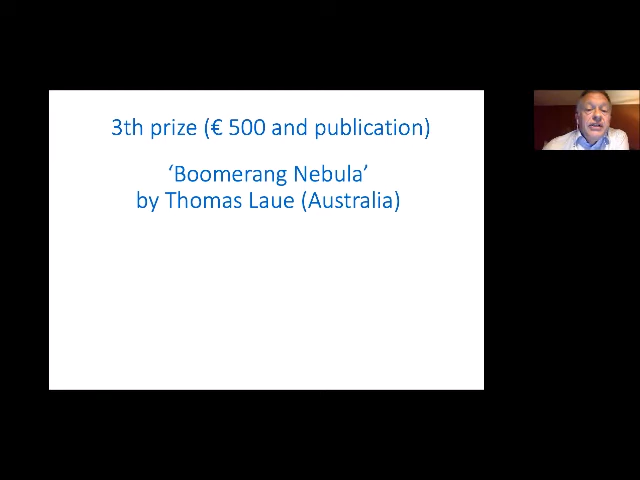 3th prize (€ 500 and publication)
‘Boomerang Nebula’
by Thomas Laue (Australia)